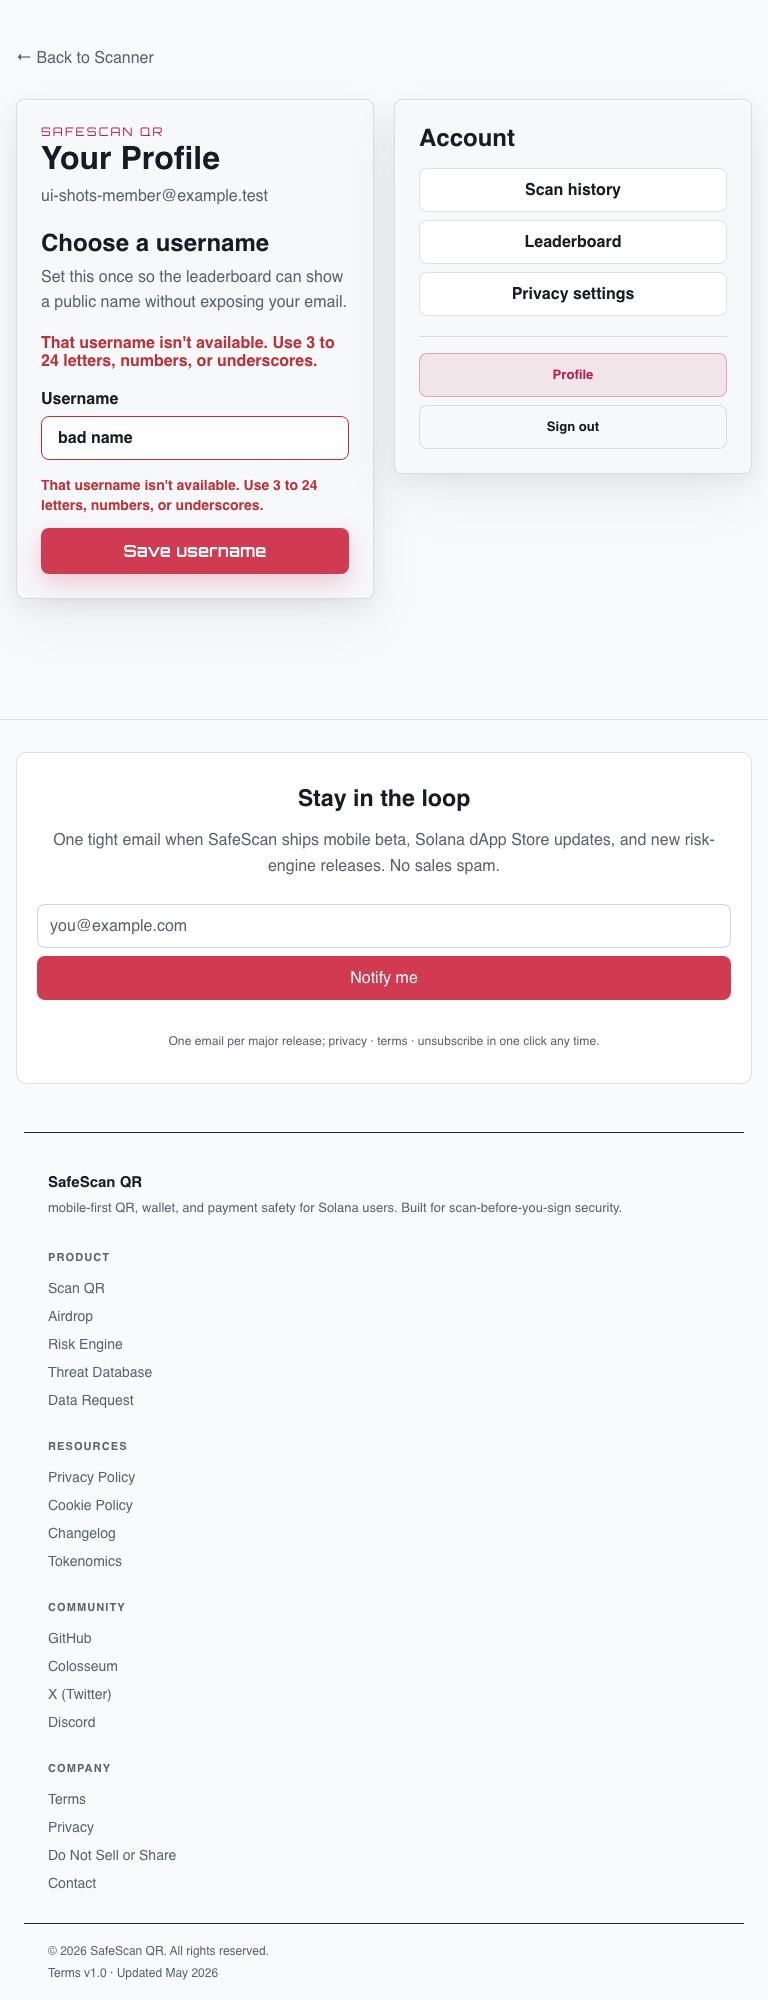 ← Back to Scanner
SAFESCAN QR
Your Profile
ui-shots-member@example.test
Choose a username
Set this once so the leaderboard can show
a public name without exposing your email.
That username isn't available. Use 3 to
24 letters, numbers, or underscores.
Username
bad name
That username isn't available. Use 3 to 24
letters, numbers, or underscores.
Save username
Account
Scan history
Leaderboard
Privacy settings
Profile
Sign out
Stay in the loop
One tight email when SafeScan ships mobile beta, Solana dApp Store updates, and new risk-
engine releases. No sales spam.
you@example.com
Notify me
One email per major release; privacy · terms · unsubscribe in one click any time.
SafeScan QR
mobile-first QR, wallet, and payment safety for Solana users. Built for scan-before-you-sign security.
PRODUCT
Scan QR
Airdrop
Risk Engine
Threat Database
Data Request
RESOURCES
Privacy Policy
Cookie Policy
Changelog
Tokenomics
COMMUNITY
GitHub
Colosseum
X (Twitter)
Discord
COMPANY
Terms
Privacy
Do Not Sell or Share
Contact
© 2026 SafeScan QR. All rights reserved.
Terms v1.0 · Updated May 2026